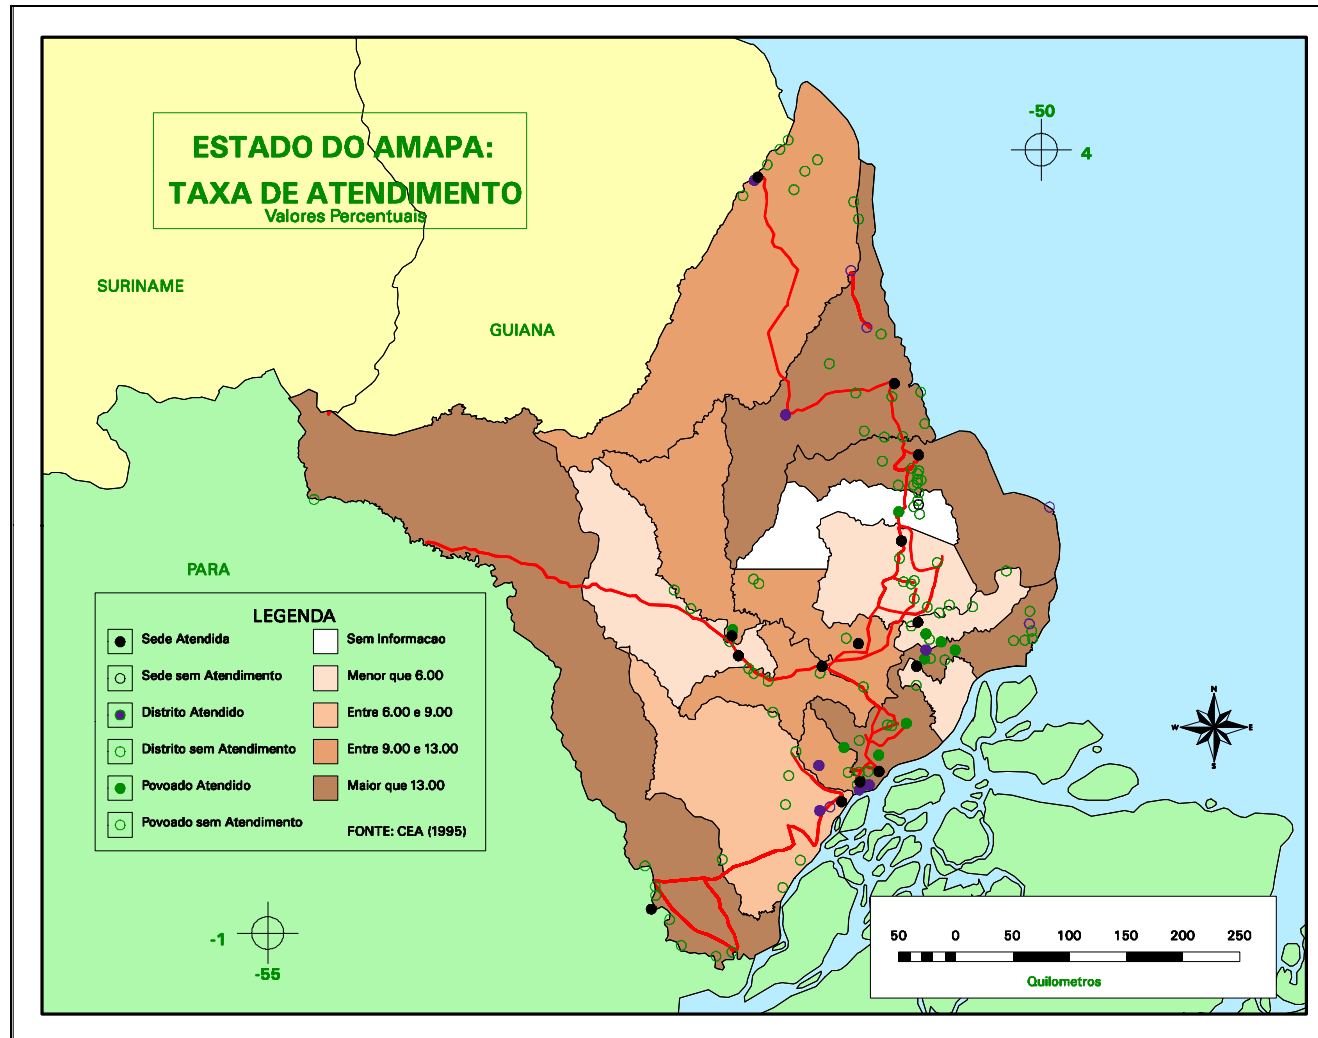 ESTADO DO AMAPA:
TAXA DE ATENDIMENTO
Valores Percentuais
-50
4
SURINAME
GUIANA
PARA
LEGENDA
Sede Atendida
Sem Informacao
Sede sem Atendimento
Menor que 6.00
Distrito Atendido
Entre 6.00 e 9.00
Distrito sem Atendimento
Entre 9.00 e 13.00
Povoado Atendido
Maior que 13.00
Povoado sem Atendimento
FONTE: CEA (1995)
N
W E
S
-1
-55
50 0 50 100 150 200 250
Quilometros